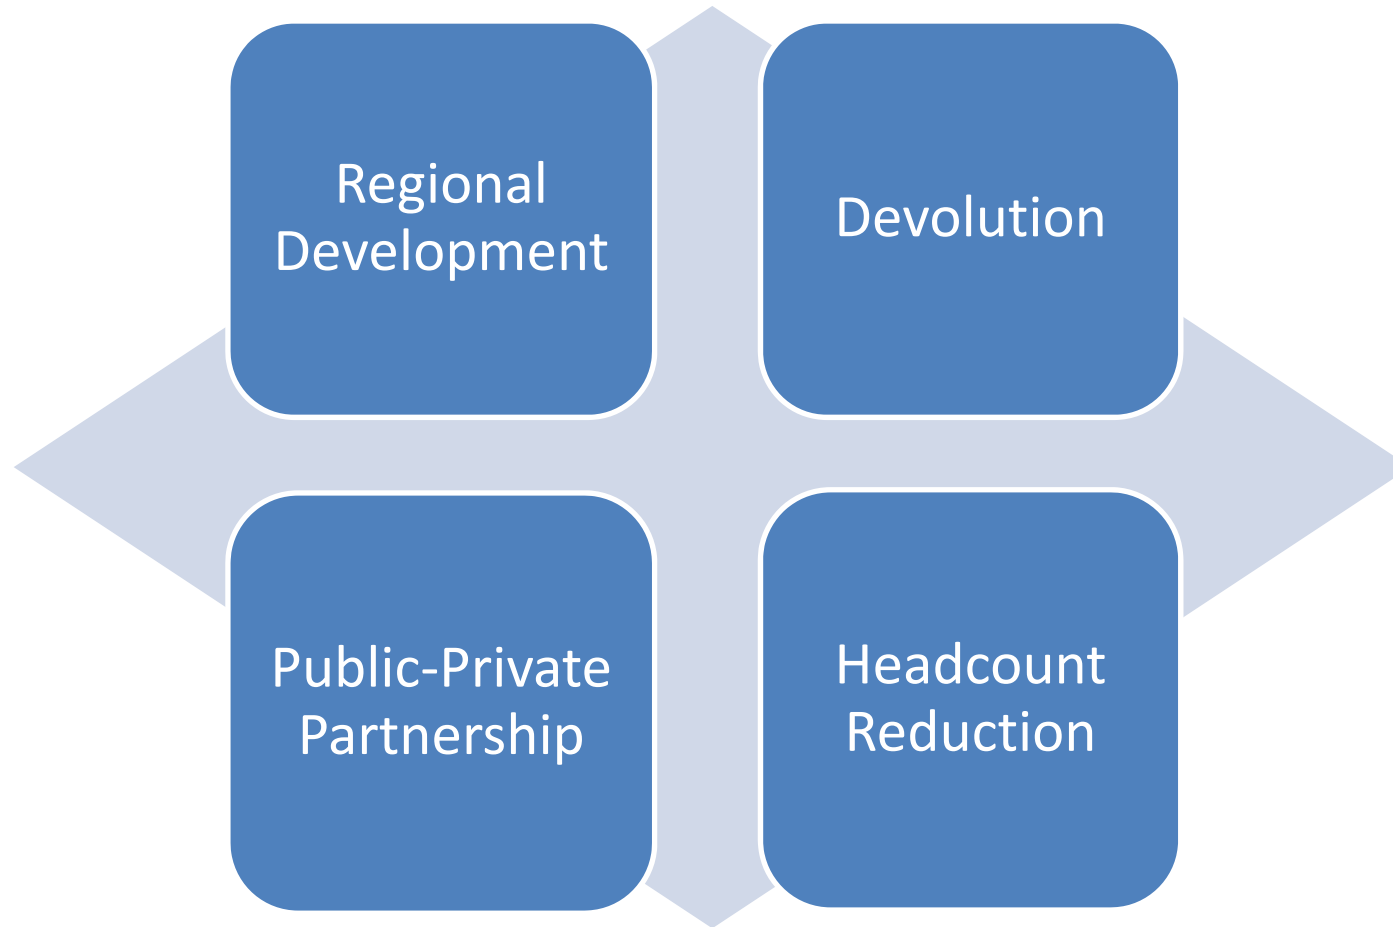 Regional
Development
Devolution
Public-Private
Partnership
Headcount
Reduction